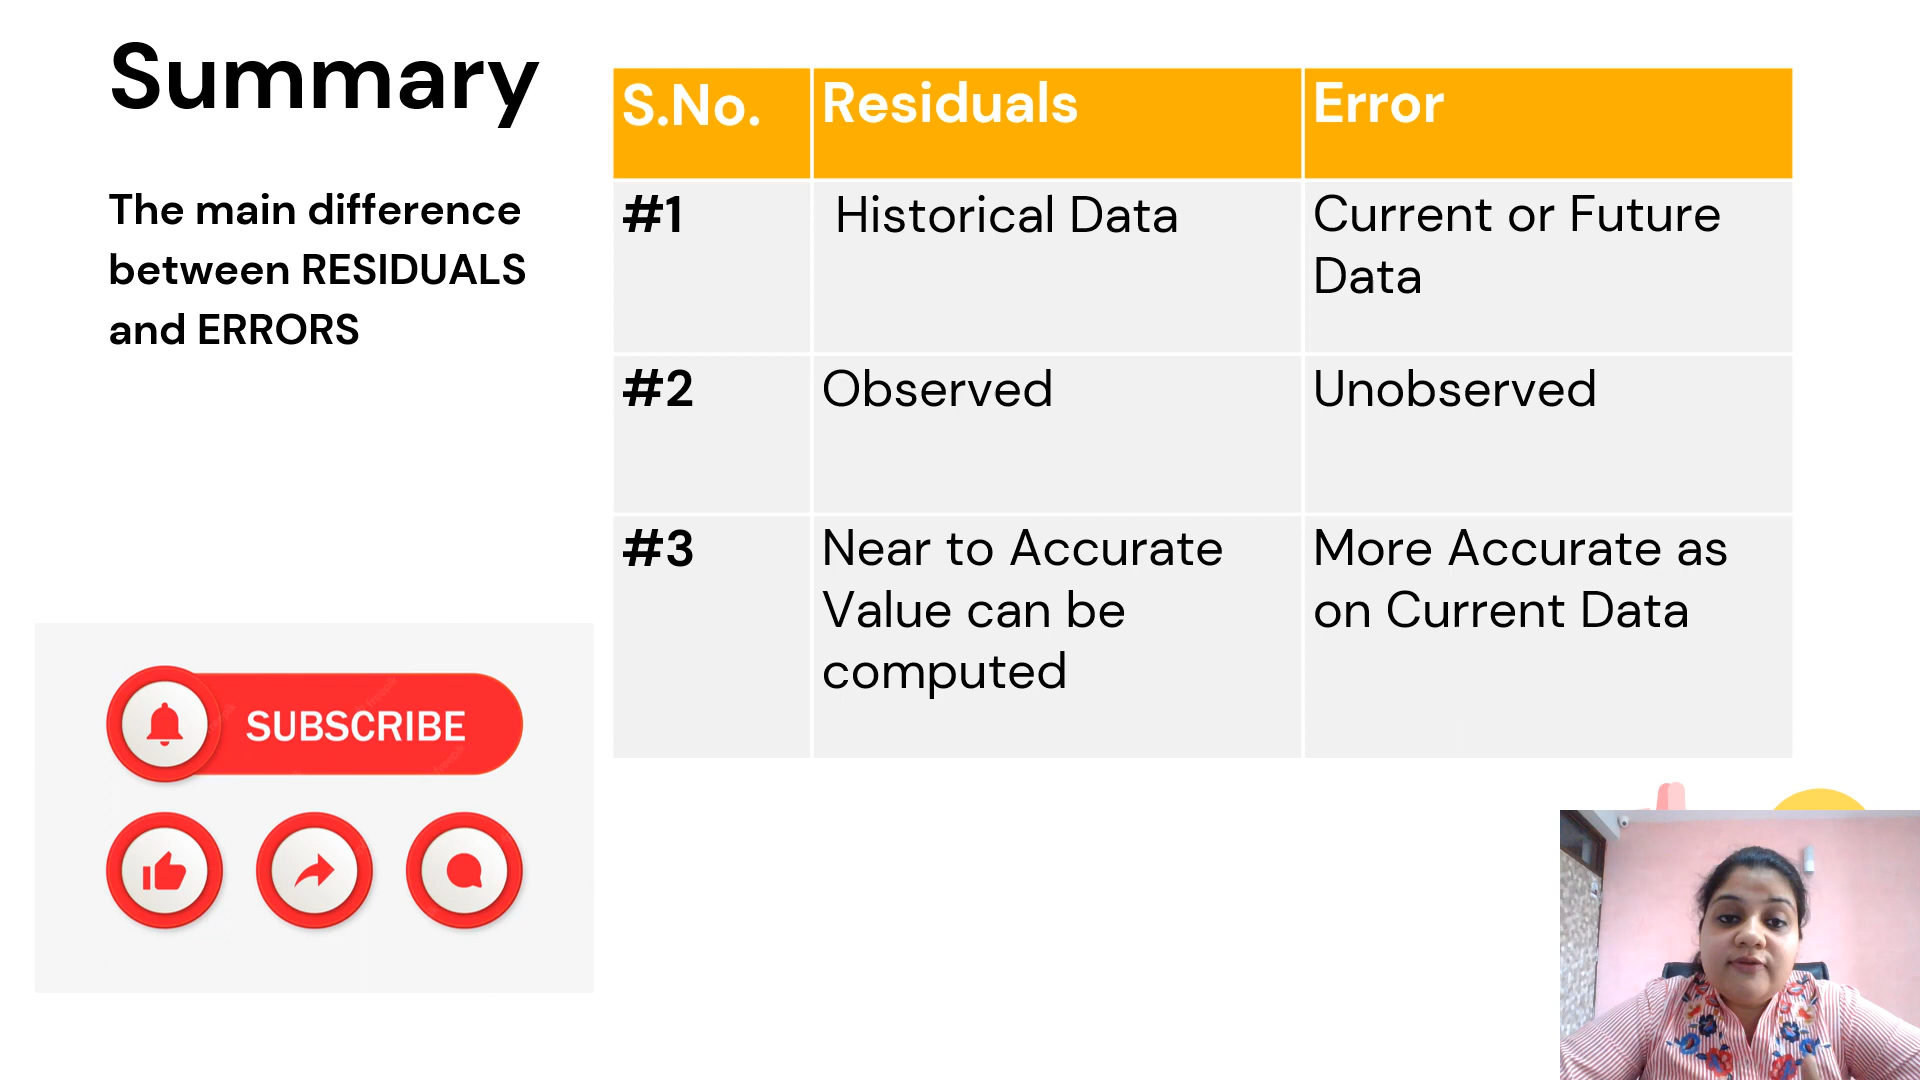 Summary
The main difference
between RESIDUALS
and ERRORS
S.No. Residuals Error
#1 Historical Data Current or Future
Data
#2 Observed Unobserved
#3 Near to Accurate More Accurate as
Value can be on Current Data
computed
SUBSCRIBE